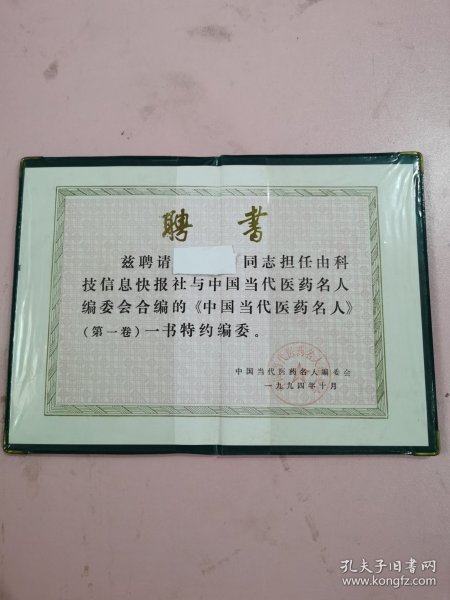 聘书
兹聘请 同志担任由科
技信息快报社与中国当代医药名人
编委会合编的《中国当代医药名人》
(第一卷)一书特约编委。
中国当代医药名人编委会
一九九四年十月
孔夫子旧书网
www.kongfz.com